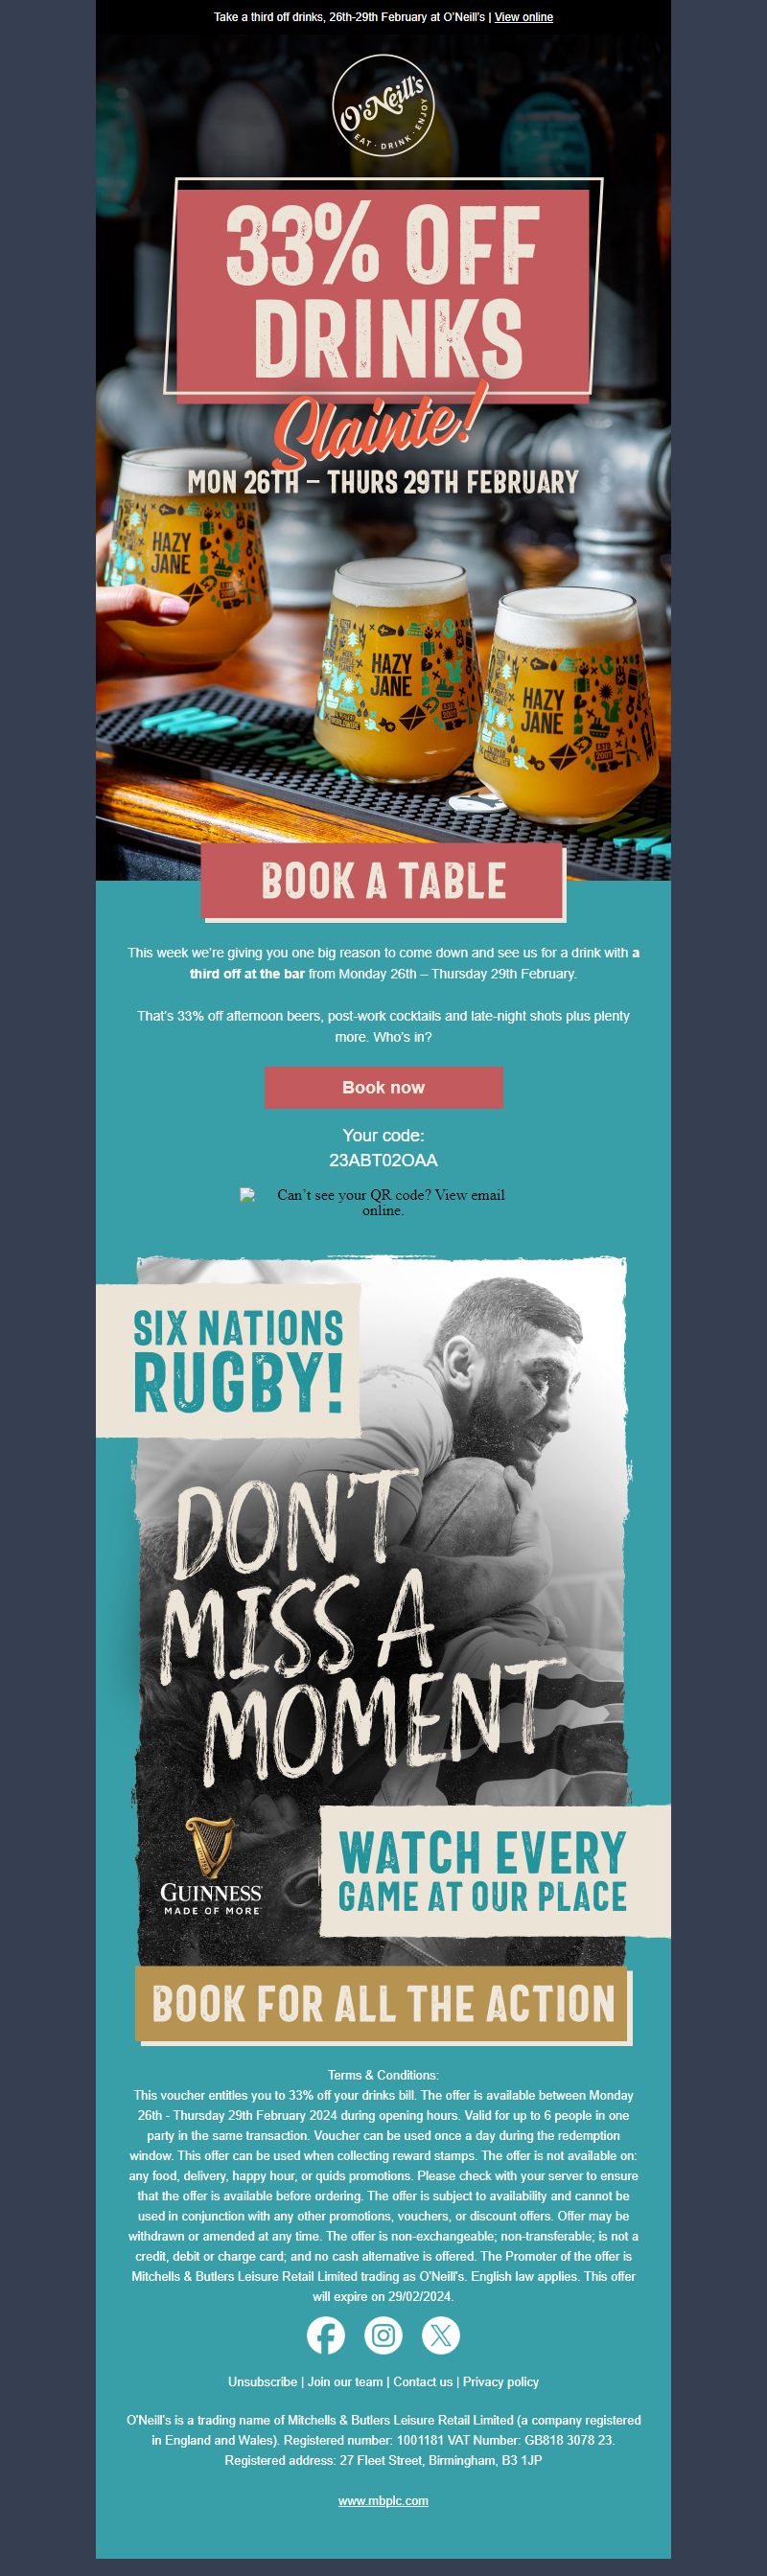 Take a third off drinks, 26th-29th February at O'Neill's | View online
O'Neill's
EAT · DRINK · ENJOY
33% OFF
DRINKS
Slainte!
MON 26TH – THURS 29TH FEBRUARY
HAZY
JANE
HAZY
JANE
HAZY
JANE
BOOK A TABLE
This week we're giving you one big reason to come down and see us for a drink with a
third off at the bar from Monday 26th – Thursday 29th February.
That's 33% off afternoon beers, post-work cocktails and late-night shots plus plenty
more. Who's in?
Book now
Your code:
23ABT02OAA
Can't see your QR code? View email
online.
SIX NATIONS
RUGBY!
DON'T
MISS A
MOMENT
GUINNESS
MADE OF MORE
WATCH EVERY
GAME AT OUR PLACE
BOOK FOR ALL THE ACTION
Terms & Conditions:
This voucher entitles you to 33% off your drinks bill. The offer is available between Monday
26th - Thursday 29th February 2024 during opening hours. Valid for up to 6 people in one
party in the same transaction. Voucher can be used once a day during the redemption
window. This offer can be used when collecting reward stamps. The offer is not available on:
any food, delivery, happy hour, or quids promotions. Please check with your server to ensure
that the offer is available before ordering. The offer is subject to availability and cannot be
used in conjunction with any other promotions, vouchers, or discount offers. Offer may be
withdrawn or amended at any time. The offer is non-exchangeable; non-transferable; is not a
credit, debit or charge card; and no cash alternative is offered. The Promoter of the offer is
Mitchells & Butlers Leisure Retail Limited trading as O'Neill's. English law applies. This offer
will expire on 29/02/2024.
Unsubscribe | Join our team | Contact us | Privacy policy
O'Neill's is a trading name of Mitchells & Butlers Leisure Retail Limited (a company registered
in England and Wales). Registered number: 1001181 VAT Number: GB818 3078 23.
Registered address: 27 Fleet Street, Birmingham, B3 1JP
www.mbplc.com